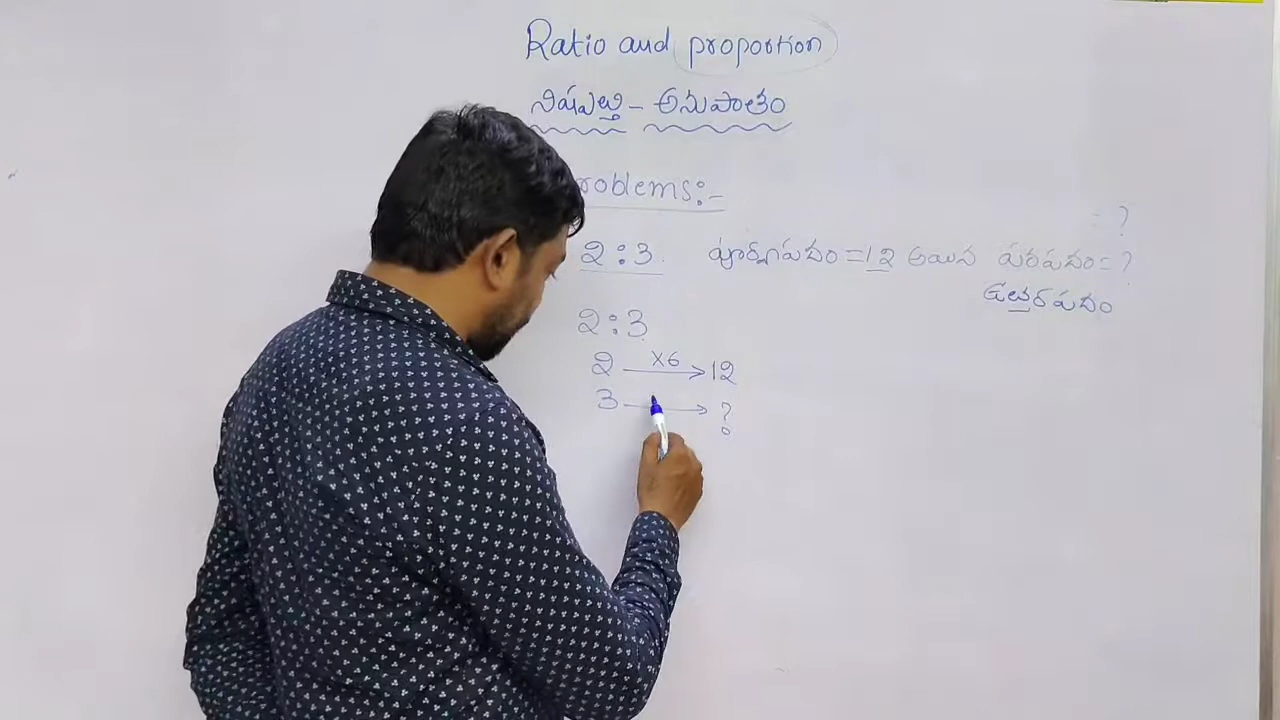 Ratio and proportion
నిష్పత్తి - అనుపాతం
roblems:-
= ?
2:3. పూర్వపదం = 12 అయిన పరపదం = ?
ఉత్తరపదం
2:3
2 ×6 12
3 ?